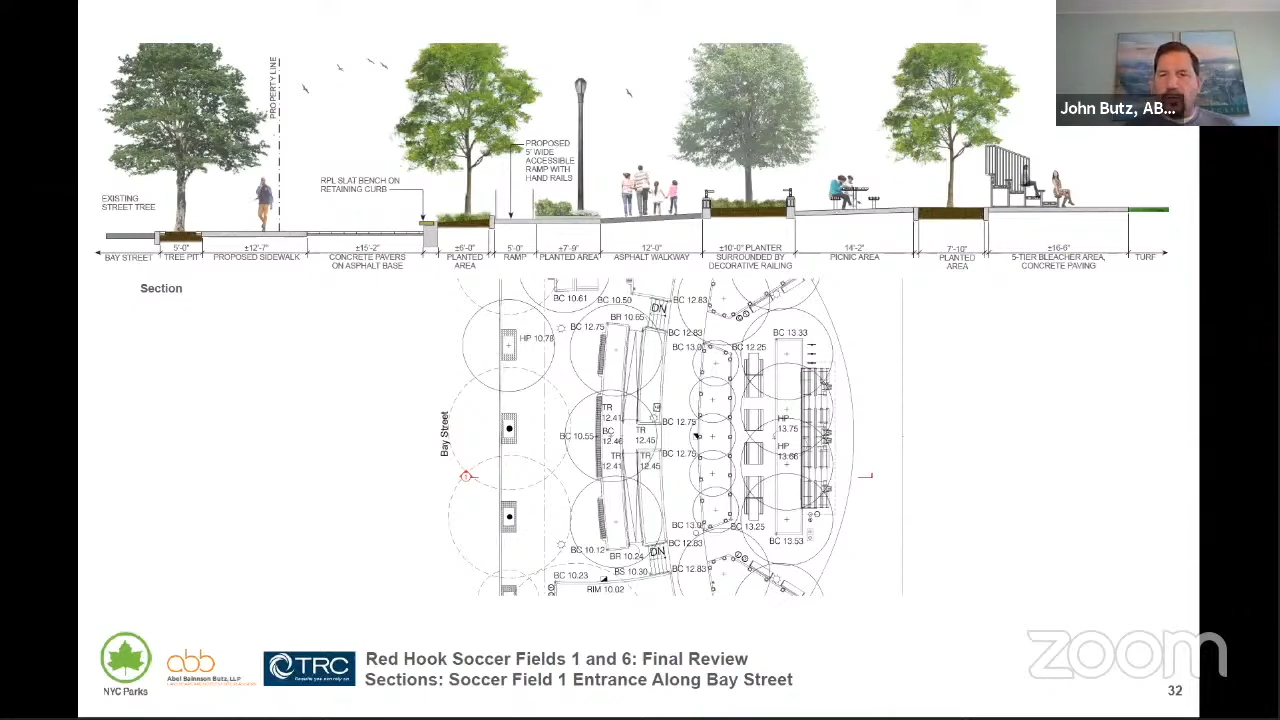 John Butz, AB...
PROPERTY LINE
PROPOSED
5' WIDE
ACCESSIBLE
RAMP WITH
HAND RAILS
RPL SLAT BENCH ON
RETAINING CURB
EXISTING
STREET TREE
5'-0" ±12'-7" ±15'-2" ±6'-0" 5'-0" ±7'-9" 12'-0" ±10'-0" PLANTER 14'-2" 7'-10" ±16'-6"
BAY STREET TREE PIT PROPOSED SIDEWALK CONCRETE PAVERS PLANTED RAMP PLANTED AREA ASPHALT WALKWAY SURROUNDED BY PICNIC AREA PLANTED 5-TIER BLEACHER AREA, TURF
ON ASPHALT BASE AREA DECORATIVE RAILING AREA CONCRETE PAVING
Section
BC 10.61 BC 10.50 BC 12.83
DN
BR 10.65
BC 12.75 BC 12.83 BC 13.33
HP 10.78 BC 13.0 BC 12.25
TR
12.41
BC 12.75 HP
13.75
BC 10.55 BC
12.46 TR
12.45
Bay Street
HP
13.66
BC 12.75
TR
12.41 TR
12.45
1
BC 13.0 BC 13.25
BC 13.53
BC 12.83
BC 10.12 BR 10.24 DN
BC 10.23 BS 10.30 BC 12.83
RIM 10.02
NYC Parks
abb
Abel Bainnson Butz, LLP
TRC
Results you can rely on
Red Hook Soccer Fields 1 and 6: Final Review
Sections: Soccer Field 1 Entrance Along Bay Street
zoom
32